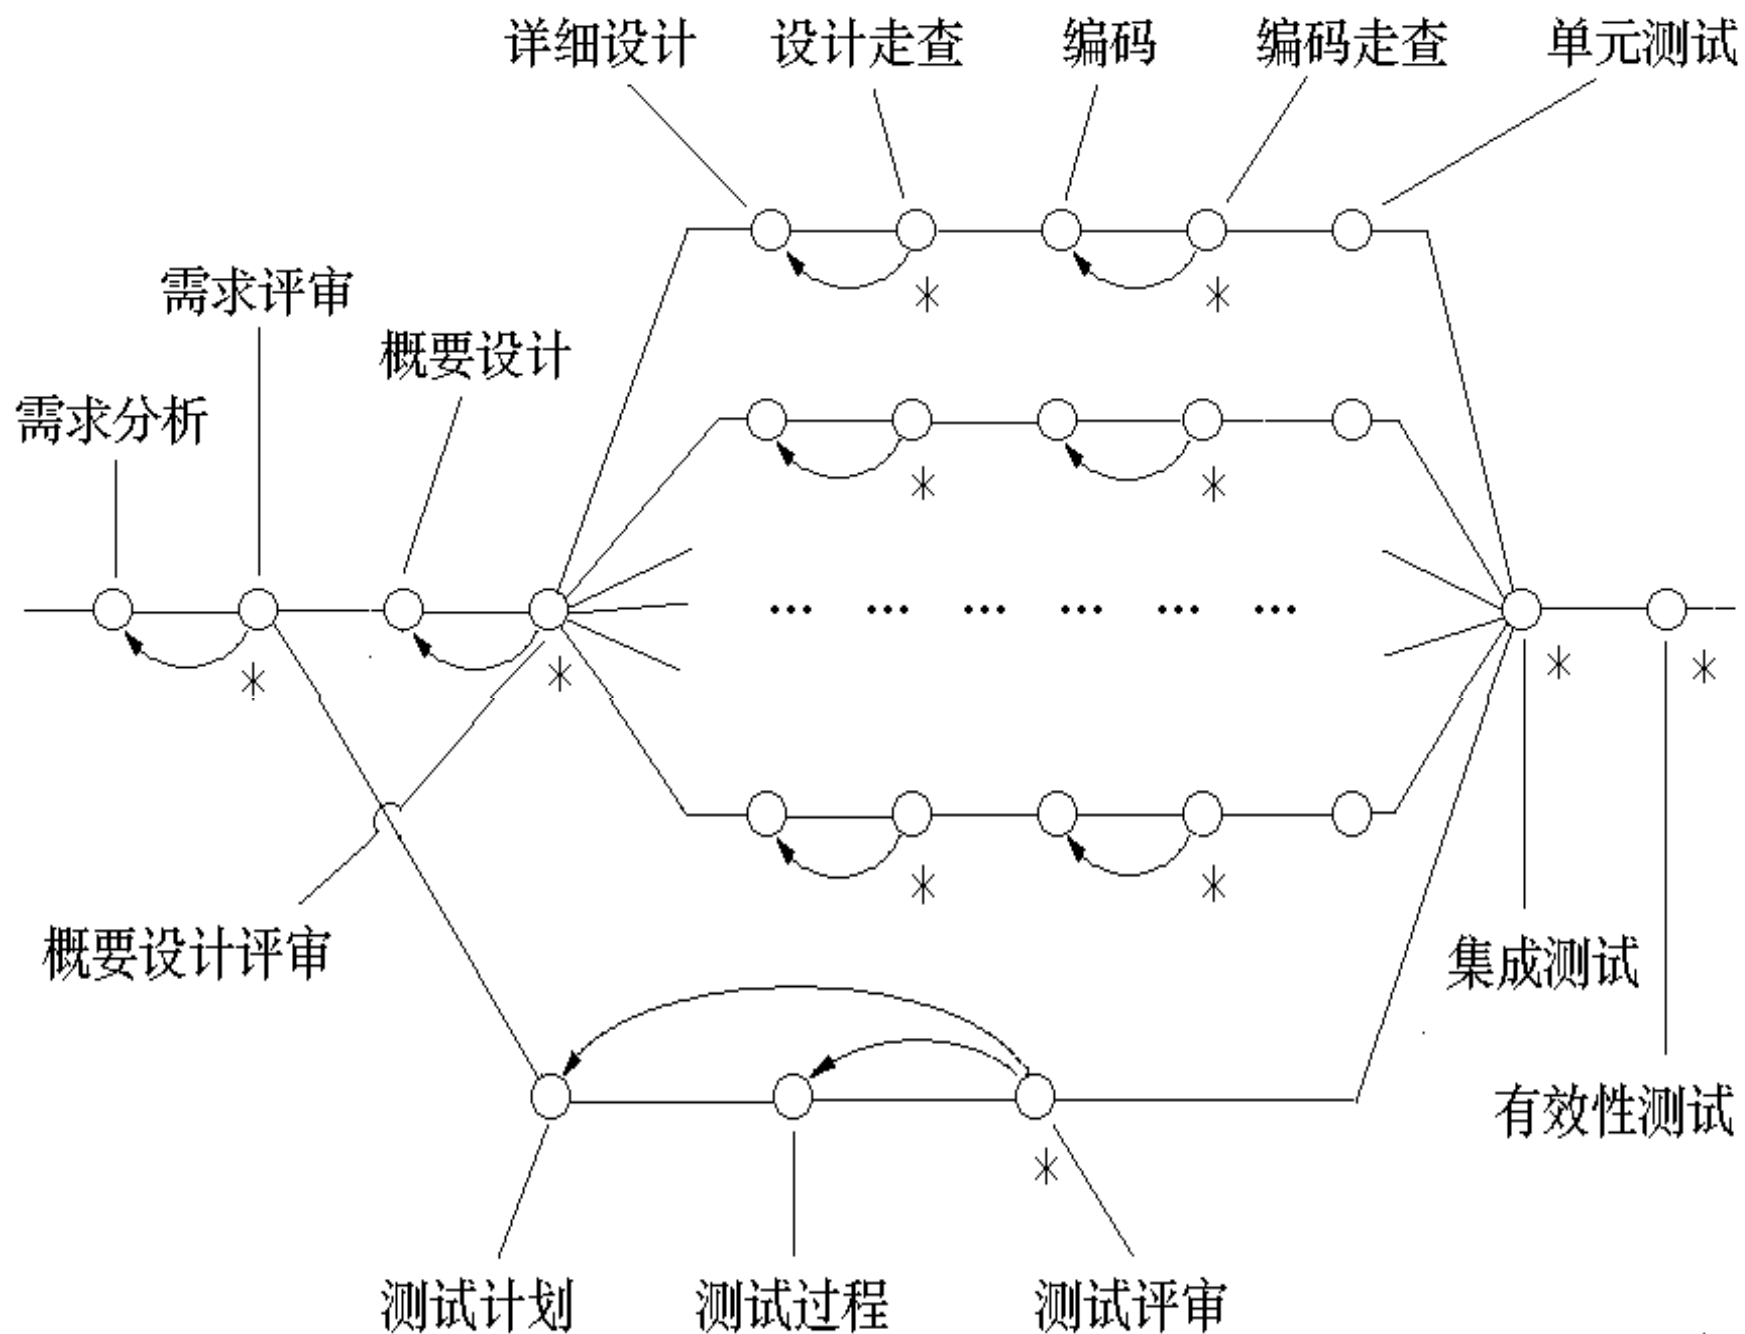 详细设计
设计走查
编码
编码走查
单元测试
需求评审
概要设计
需求分析
* *
* *
... ... ... ... ... ...
* * * *
* *
概要设计评审
集成测试
有效性测试
*
测试计划
测试过程
测试评审